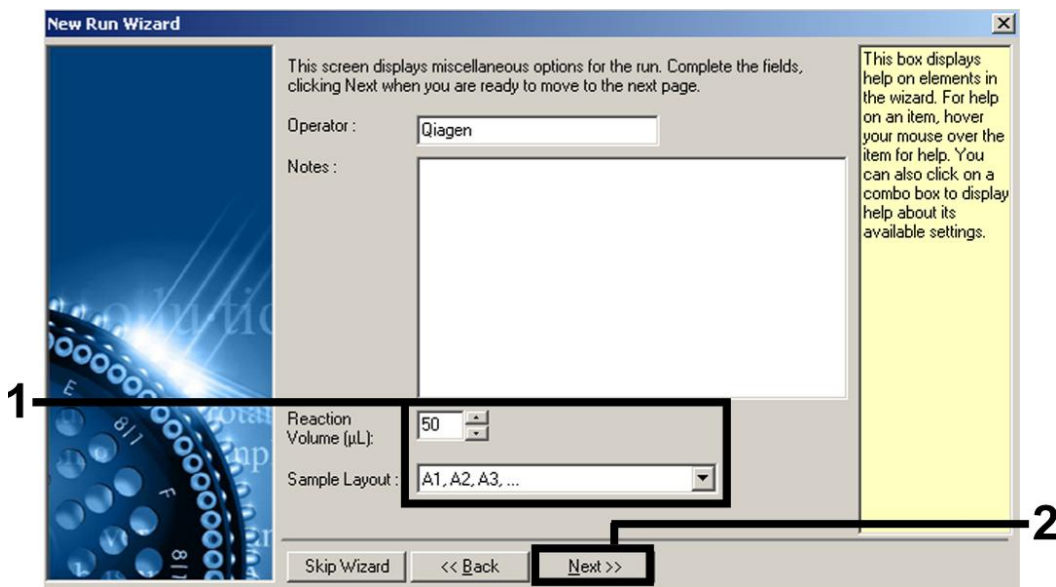 New Run Wizard
This screen displays miscellaneous options for the run. Complete the fields,
clicking Next when you are ready to move to the next page.
Operator :
Qiagen
Notes :
Reaction
Volume (µL):
50
Sample Layout :
A1, A2, A3, ...
Skip Wizard
<< Back
Next >>
This box displays
help on elements in
the wizard. For help
on an item, hover
your mouse over the
item for help. You
can also click on a
combo box to display
help about its
available settings.
1
2
E
8|1
F
8|1